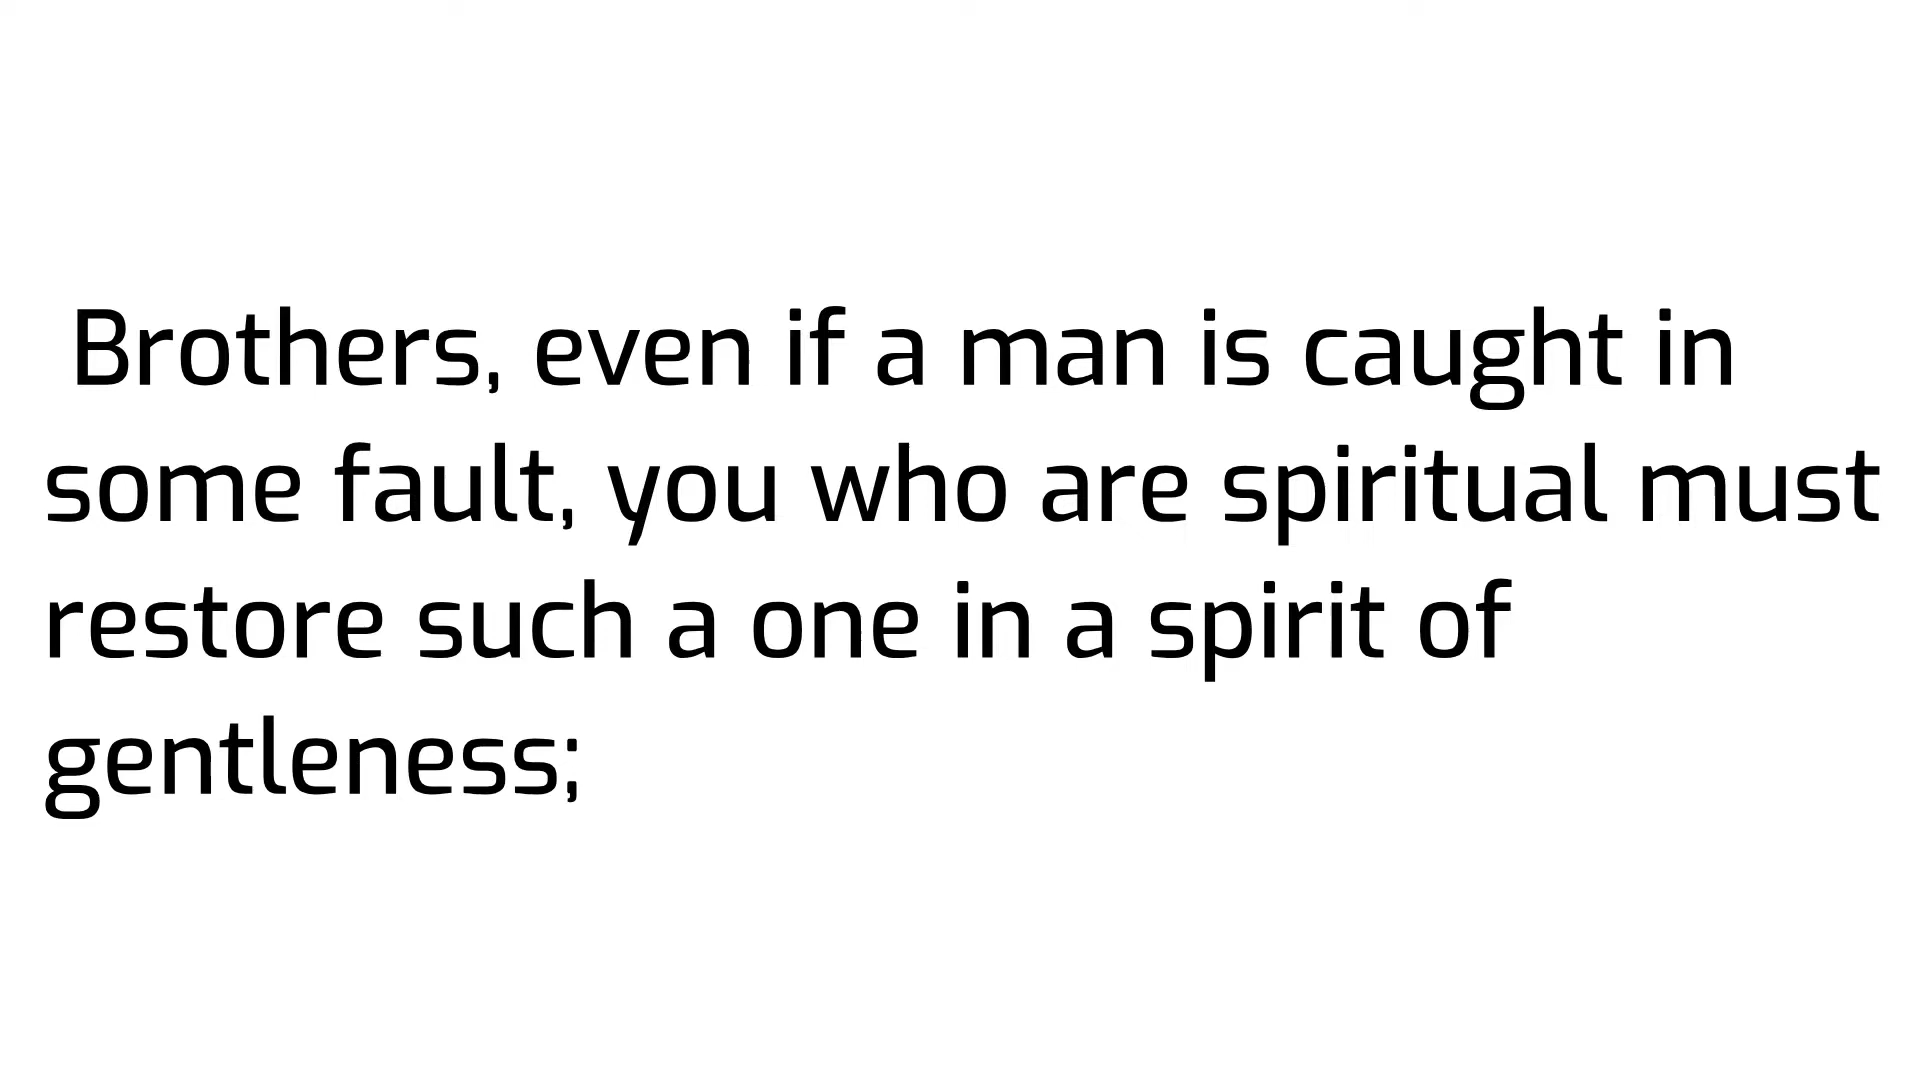 Brothers, even if a man is caught in
some fault, you who are spiritual must
restore such a one in a spirit of
gentleness;